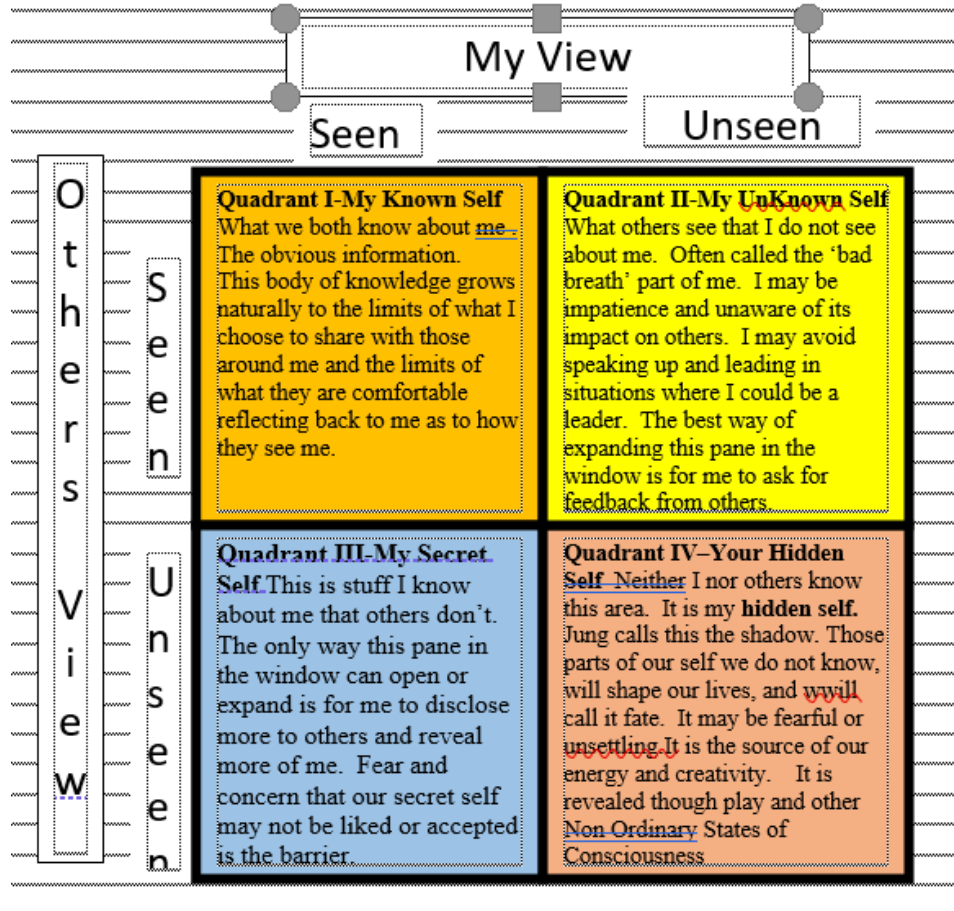 My View
Seen
Unseen
Others View
Seen
Unseen
Quadrant I-My Known Self
What we both know about me .
The obvious information.
This body of knowledge grows
naturally to the limits of what I
choose to share with those
around me and the limits of
what they are comfortable
reflecting back to me as to how
they see me.
Quadrant II-My UnKnown Self
What others see that I do not see
about me.  Often called the ‘bad
breath’ part of me.  I may be
impatience and unaware of its
impact on others.  I may avoid
speaking up and leading in
situations where I could be a
leader.  The best way of
expanding this pane in the
window is for me to ask for
feedback from others.
Quadrant III-My Secret
Self.This is stuff I know
about me that others don’t.
The only way this pane in
the window can open or
expand is for me to disclose
more to others and reveal
more of me.  Fear and
concern that our secret self
may not be liked or accepted
is the barrier.
Quadrant IV–Your Hidden
Self  Neither I nor others know
this area.  It is my hidden self.
Jung calls this the shadow. Those
parts of our self we do not know,
will shape our lives, and wwill
call it fate.  It may be fearful or
unsettling.It is the source of our
energy and creativity.    It is
revealed though play and other
Non Ordinary States of
Consciousness